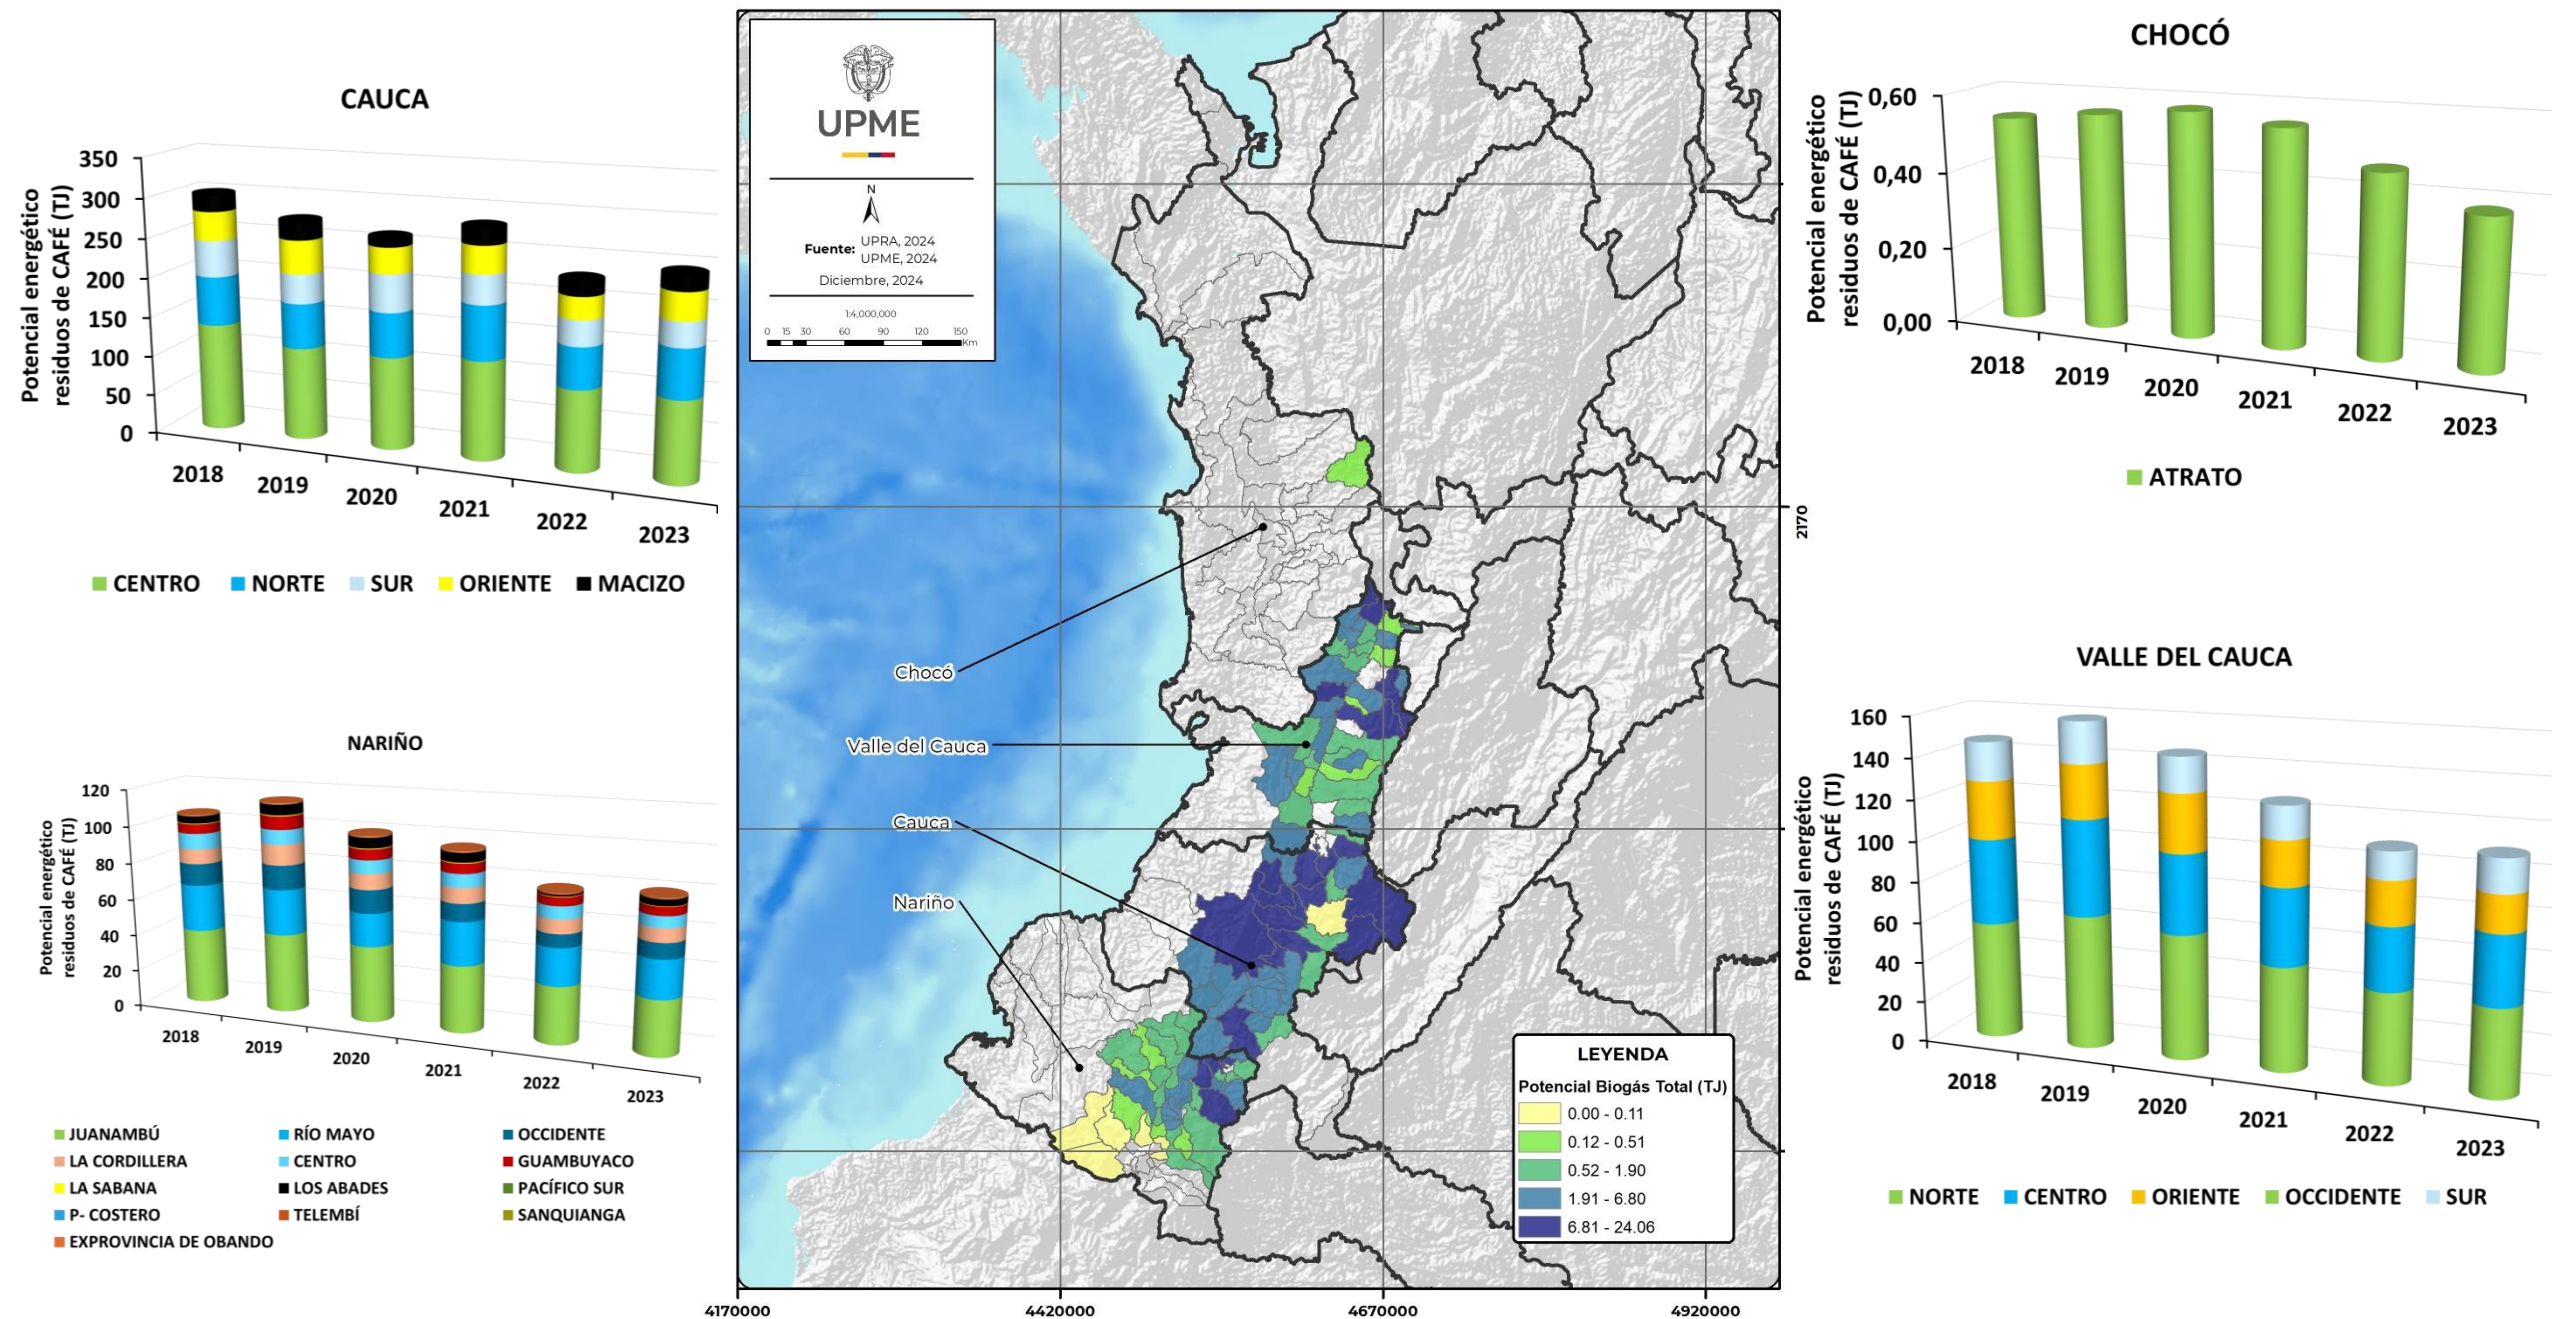 CAUCA
Potencial energético
residuos de CAFÉ (TJ)
350
300
250
200
150
100
50
0
2018
2019
2020
2021
2022
2023
CENTRO NORTE SUR ORIENTE MACIZO
NARIÑO
Potencial energético
residuos de CAFÉ (TJ)
120
100
80
60
40
20
0
2018
2019
2020
2021
2022
2023
JUANAMBÚ RÍO MAYO OCCIDENTE
LA CORDILLERA CENTRO GUAMBUYACO
LA SABANA LOS ABADES PACÍFICO SUR
P- COSTERO TELEMBÍ SANQUIANGA
EXPROVINCIA DE OBANDO
UPME
N
Fuente: UPRA, 2024
UPME, 2024
Diciembre, 2024
1:4,000,000
0 15 30 60 90 120 150
Km
Chocó
Valle del Cauca
Cauca
Nariño
LEYENDA
Potencial Biogás Total (TJ)
0.00 - 0.11
0.12 - 0.51
0.52 - 1.90
1.91 - 6.80
6.81 - 24.06
2170
4170000 4420000 4670000 4920000
CHOCÓ
Potencial energético
residuos de CAFÉ (TJ)
0,60
0,40
0,20
0,00
2018
2019
2020
2021
2022
2023
ATRATO
VALLE DEL CAUCA
Potencial energético
residuos de CAFÉ (TJ)
160
140
120
100
80
60
40
20
0
2018
2019
2020
2021
2022
2023
NORTE CENTRO ORIENTE OCCIDENTE SUR